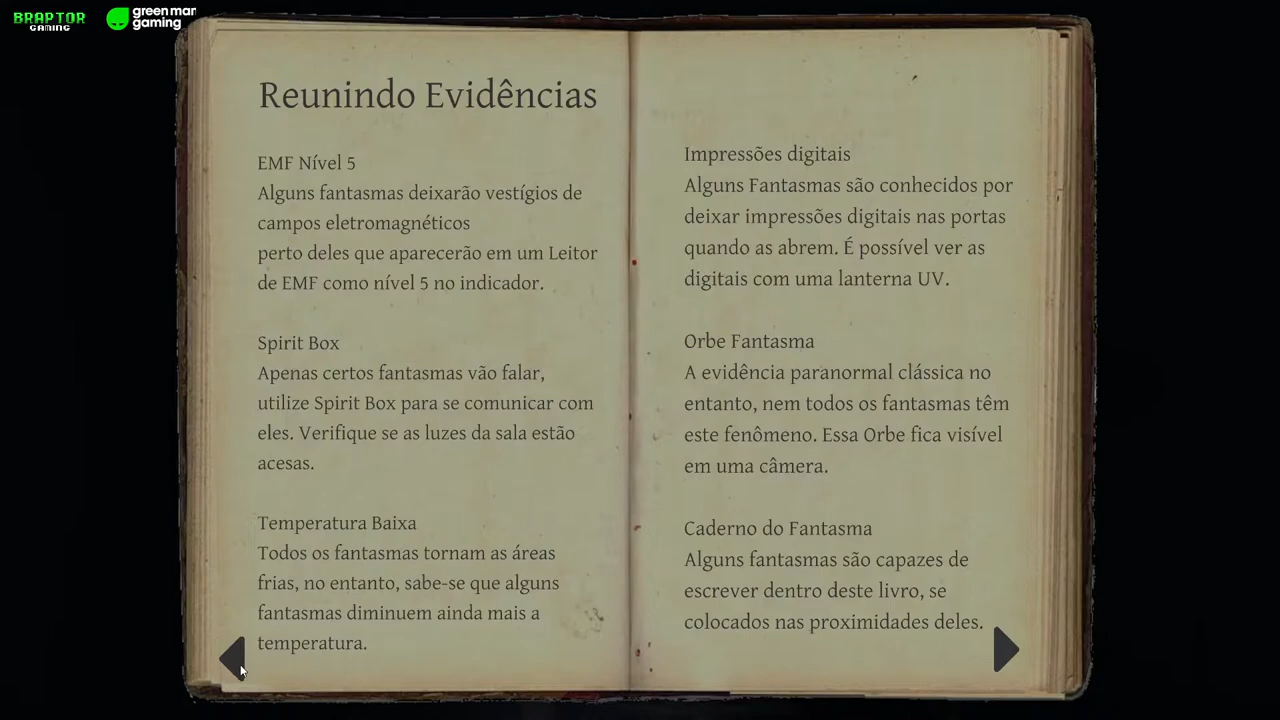 BRAPTOR
GAMING
green man
gaming
Reunindo Evidências
EMF Nível 5
Alguns fantasmas deixarão vestígios de
campos eletromagnéticos
perto deles que aparecerão em um Leitor
de EMF como nível 5 no indicador.
Spirit Box
Apenas certos fantasmas vão falar,
utilize Spirit Box para se comunicar com
eles. Verifique se as luzes da sala estão
acesas.
Temperatura Baixa
Todos os fantasmas tornam as áreas
frias, no entanto, sabe-se que alguns
fantasmas diminuem ainda mais a
temperatura.
Impressões digitais
Alguns Fantasmas são conhecidos por
deixar impressões digitais nas portas
quando as abrem. É possível ver as
digitais com uma lanterna UV.
Orbe Fantasma
A evidência paranormal clássica no
entanto, nem todos os fantasmas têm
este fenômeno. Essa Orbe fica visível
em uma câmera.
Caderno do Fantasma
Alguns fantasmas são capazes de
escrever dentro deste livro, se
colocados nas proximidades deles.